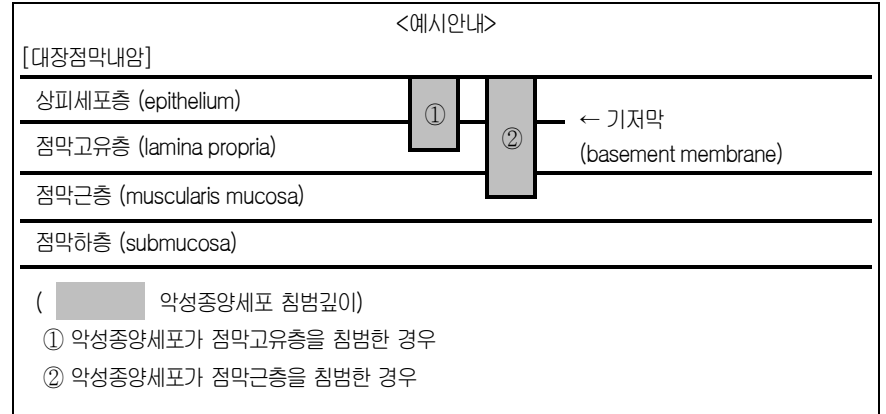 <예시안내>
[대장점막내암]
상피세포층 (epithelium)
①
← 기저막
②
점막고유층 (lamina propria)
(basement membrane)
점막근층 (muscularis mucosa)
점막하층 (submucosa)
( 악성종양세포 침범깊이)
① 악성종양세포가 점막고유층을 침범한 경우
② 악성종양세포가 점막근층을 침범한 경우